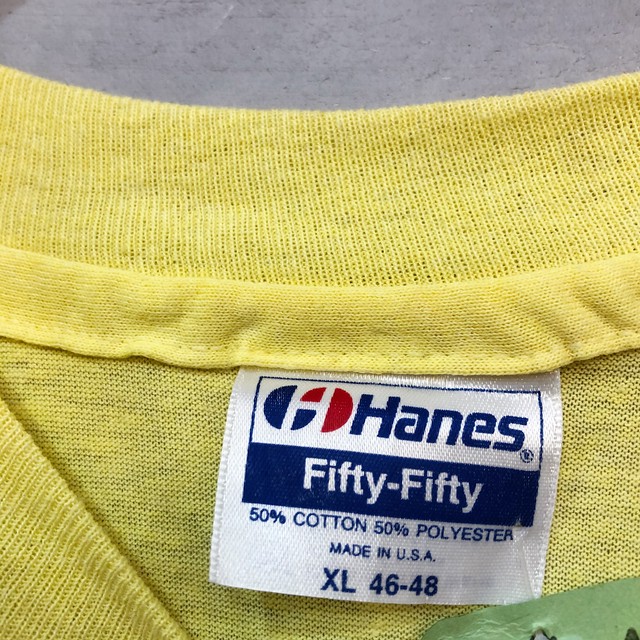 Hanes®
Fifty-Fifty
50% COTTON 50% POLYESTER
MADE IN U.S.A.
XL 46-48